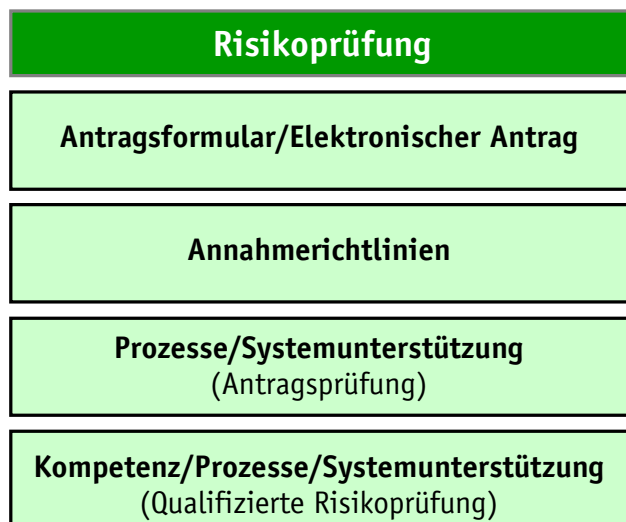 Risikoprüfung
Antragsformular/Elektronischer Antrag
Annahmerichtlinien
Prozesse/Systemunterstützung
(Antragsprüfung)
Kompetenz/Prozesse/Systemunterstützung
(Qualifizierte Risikoprüfung)